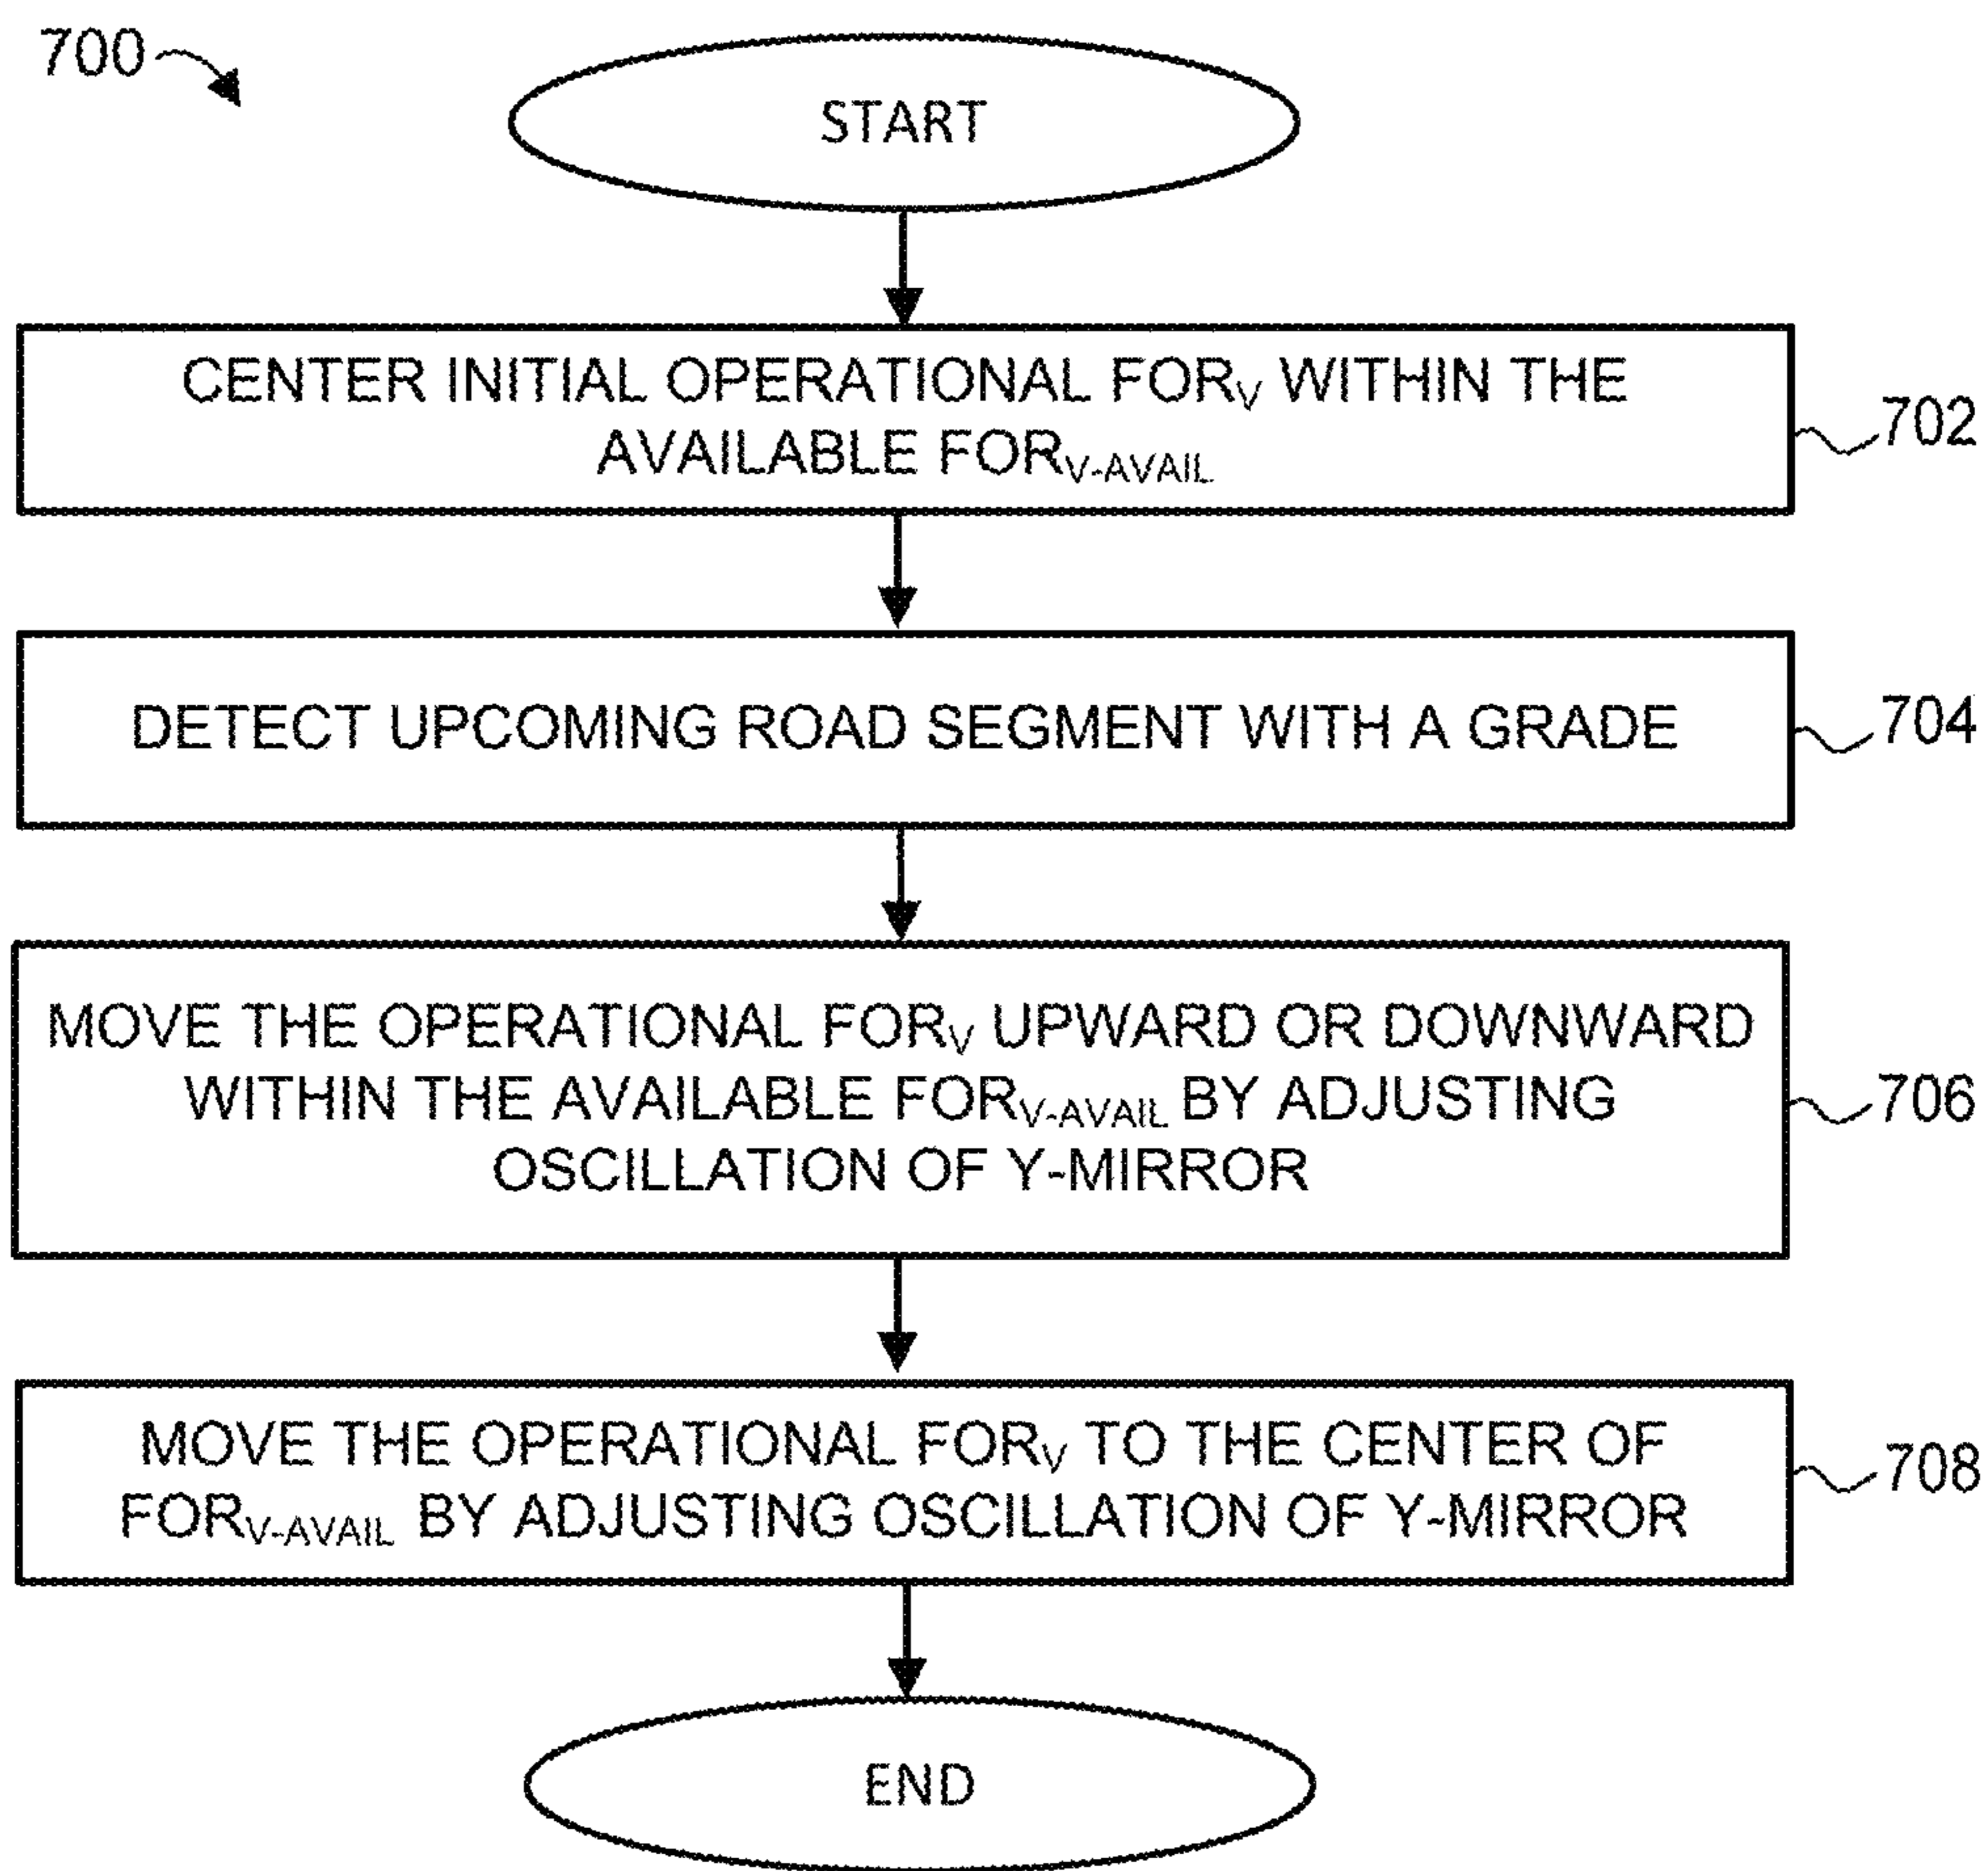 700
START
CENTER INITIAL OPERATIONAL FORV WITHIN THE
AVAILABLE FORV-AVAIL
702
DETECT UPCOMING ROAD SEGMENT WITH A GRADE
704
MOVE THE OPERATIONAL FORV UPWARD OR DOWNWARD
WITHIN THE AVAILABLE FORV-AVAIL BY ADJUSTING
OSCILLATION OF Y-MIRROR
706
MOVE THE OPERATIONAL FORV TO THE CENTER OF
FORV-AVAIL BY ADJUSTING OSCILLATION OF Y-MIRROR
708
END